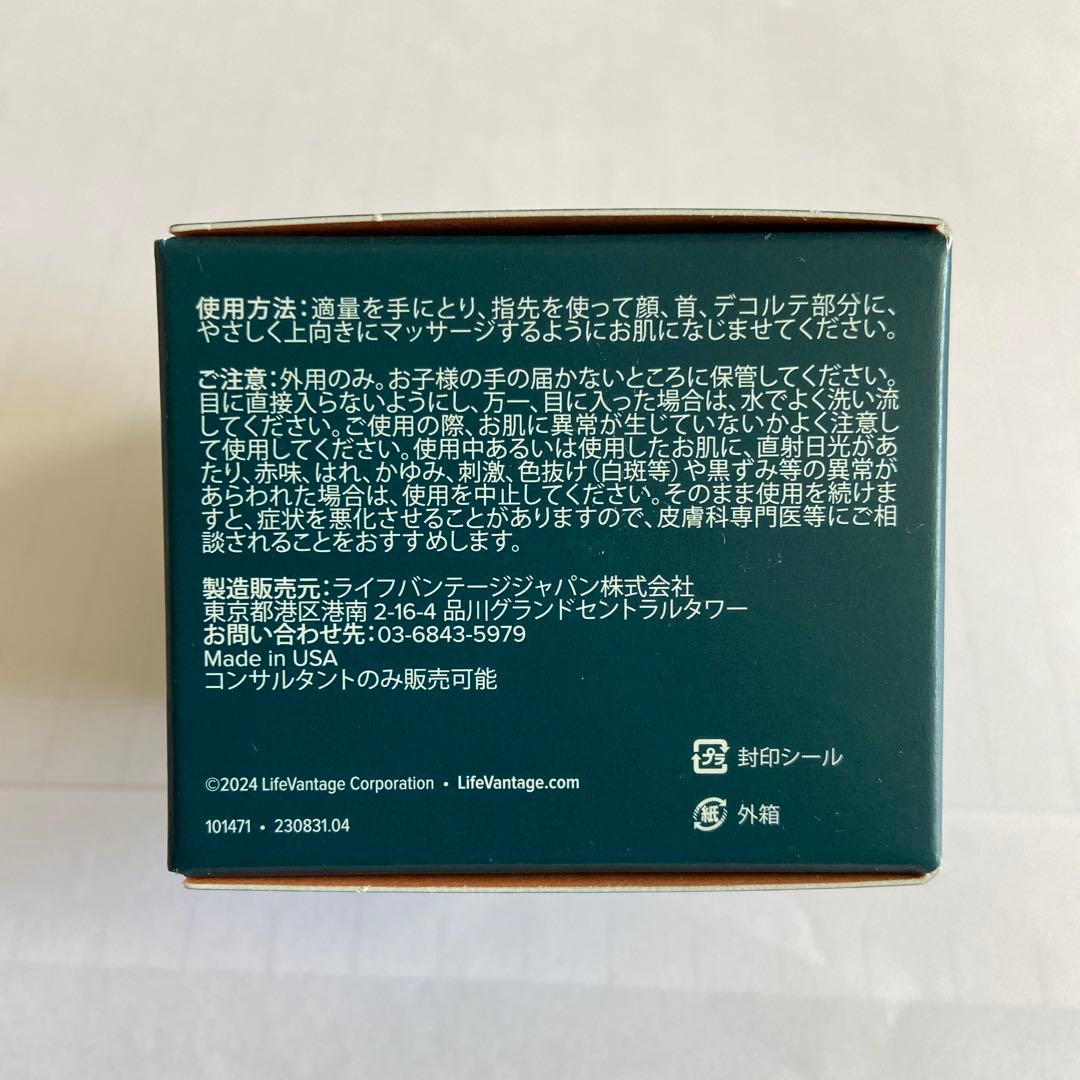 使用方法：適量を手にとり、指先を使って顔、首、デコルテ部分に、
やさしく上向きにマッサージするようにお肌になじませてください。
ご注意：外用のみ。お子様の手の届かないところに保管してください。
目に直接入らないようにし、万一、目に入った場合は、水でよく洗い流
してください。ご使用の際、お肌に異常が生じていないかよく注意し
て使用してください。使用中あるいは使用したお肌に、直射日光があ
たり、赤味、はれ、かゆみ、刺激、色抜け（白斑等）や黒ずみ等の異常が
あらわれた場合は、使用を中止してください。そのまま使用を続けま
すと、症状を悪化させることがありますので、皮膚科専門医等にご相
談されることをおすすめします。
製造販売元：ライフバンテージジャパン株式会社
東京都港区港南 2-16-4 品川グランドセントラルタワー
お問い合わせ先：03-6843-5979
Made in USA
コンサルタントのみ販売可能
プラ 封印シール
©2024 LifeVantage Corporation • LifeVantage.com
紙 外箱
101471 • 230831.04